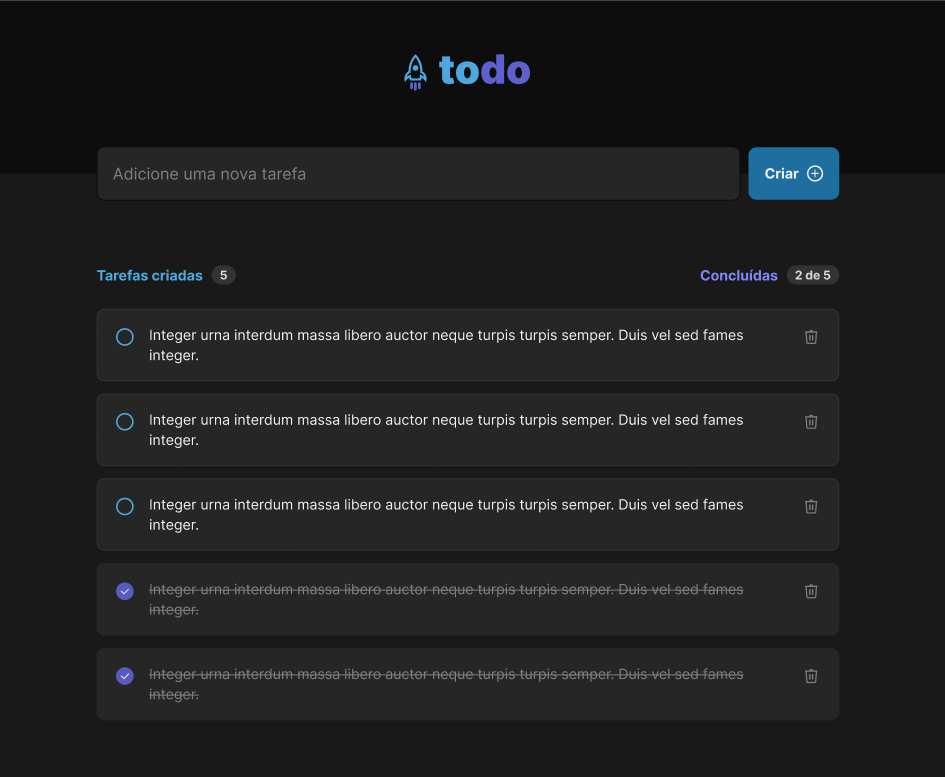 todo
Adicione uma nova tarefa
Criar
Tarefas criadas 5
Concluídas 2 de 5
Integer urna interdum massa libero auctor neque turpis turpis semper. Duis vel sed fames
integer.
Integer urna interdum massa libero auctor neque turpis turpis semper. Duis vel sed fames
integer.
Integer urna interdum massa libero auctor neque turpis turpis semper. Duis vel sed fames
integer.
Integer urna interdum massa libero auctor neque turpis turpis semper. Duis vel sed fames
integer.
Integer urna interdum massa libero auctor neque turpis turpis semper. Duis vel sed fames
integer.